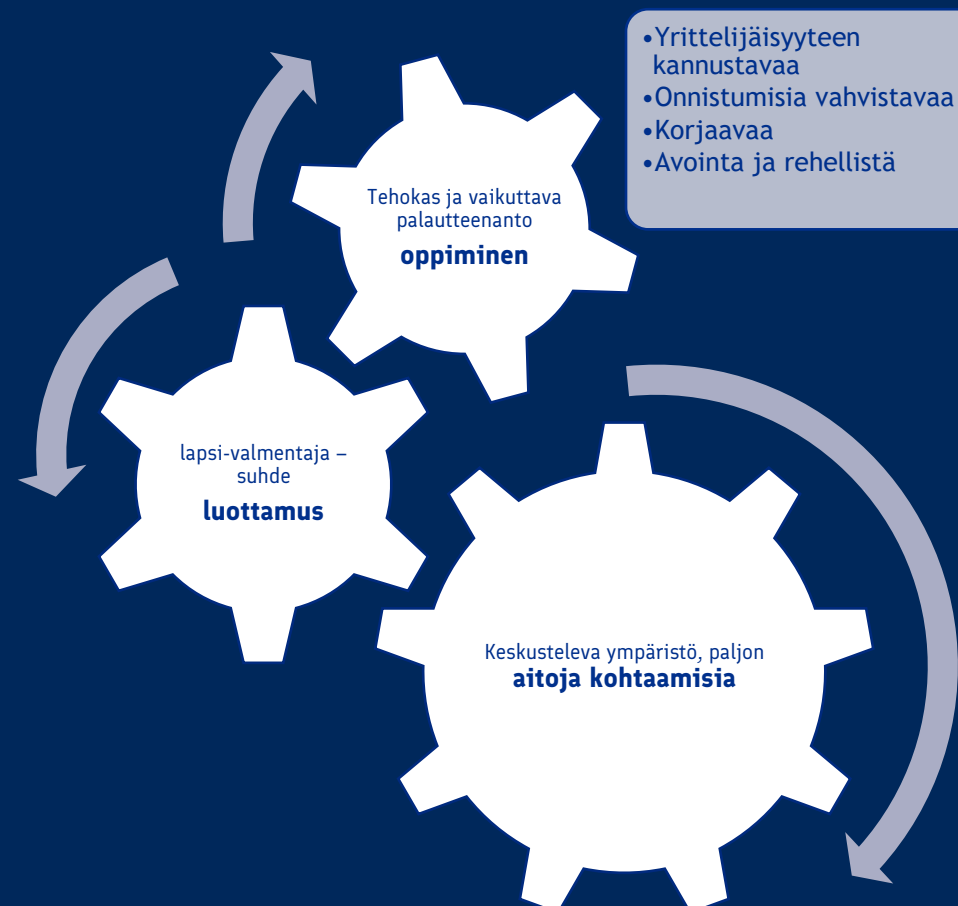 •Yrittelijäisyyteen
kannustavaa
•Onnistumisia vahvistavaa
•Korjaavaa
•Avointa ja rehellistä
Tehokas ja vaikuttava
palautteenanto
oppiminen
lapsi-valmentaja –
suhde
luottamus
Keskusteleva ympäristö, paljon
aitoja kohtaamisia